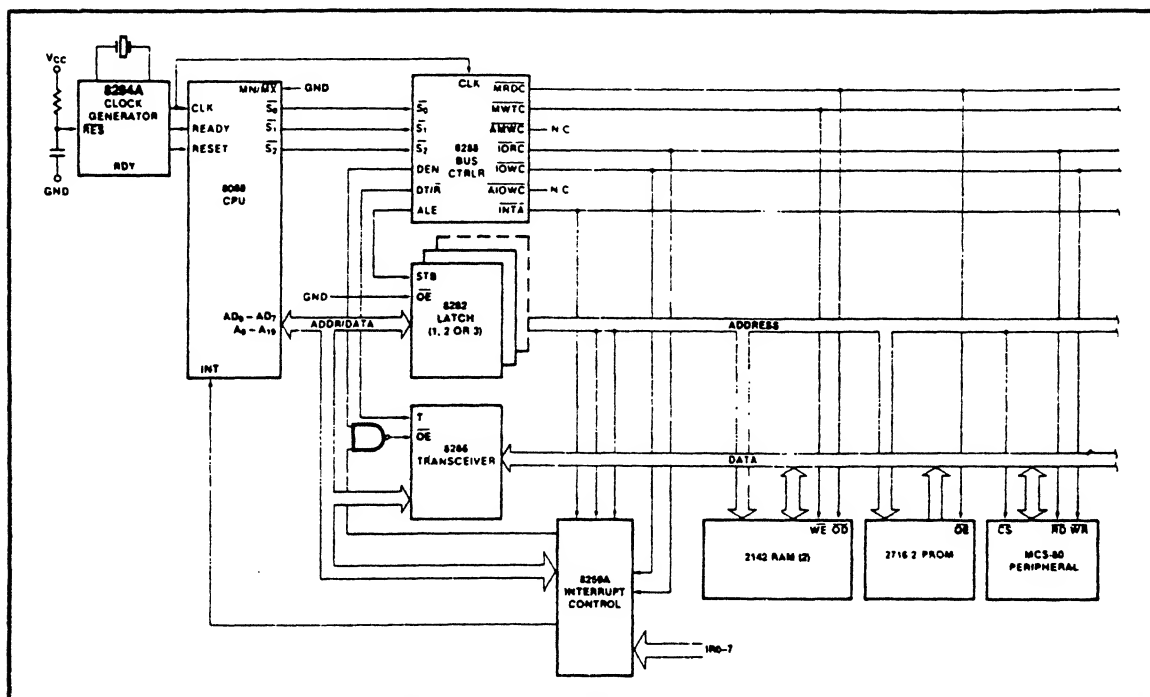 VCC
8284A
CLOCK
GENERATOR
RES
RDY
GND
MN/MX
GND
CLK
READY
RESET
S0
S1
S2
8088
CPU
AD0 – AD7
A8 – A19
INT
CLK
S0
S1
S2
DEN
DT/R
ALE
8288
BUS
CTRLR
MRDC
MWTC
AMWC
NC
IORC
IOWC
AIOWC
NC
INTA
STB
GND
OE
8282
LATCH
(1, 2 OR 3)
ADDR/DATA
ADDRESS
T
OE
8286
TRANSCEIVER
DATA
8259A
INTERRUPT
CONTROL
IR0–7
WE OD
2142 RAM (2)
OE
2716 2 PROM
CS
RD WR
MCS-80
PERIPHERAL